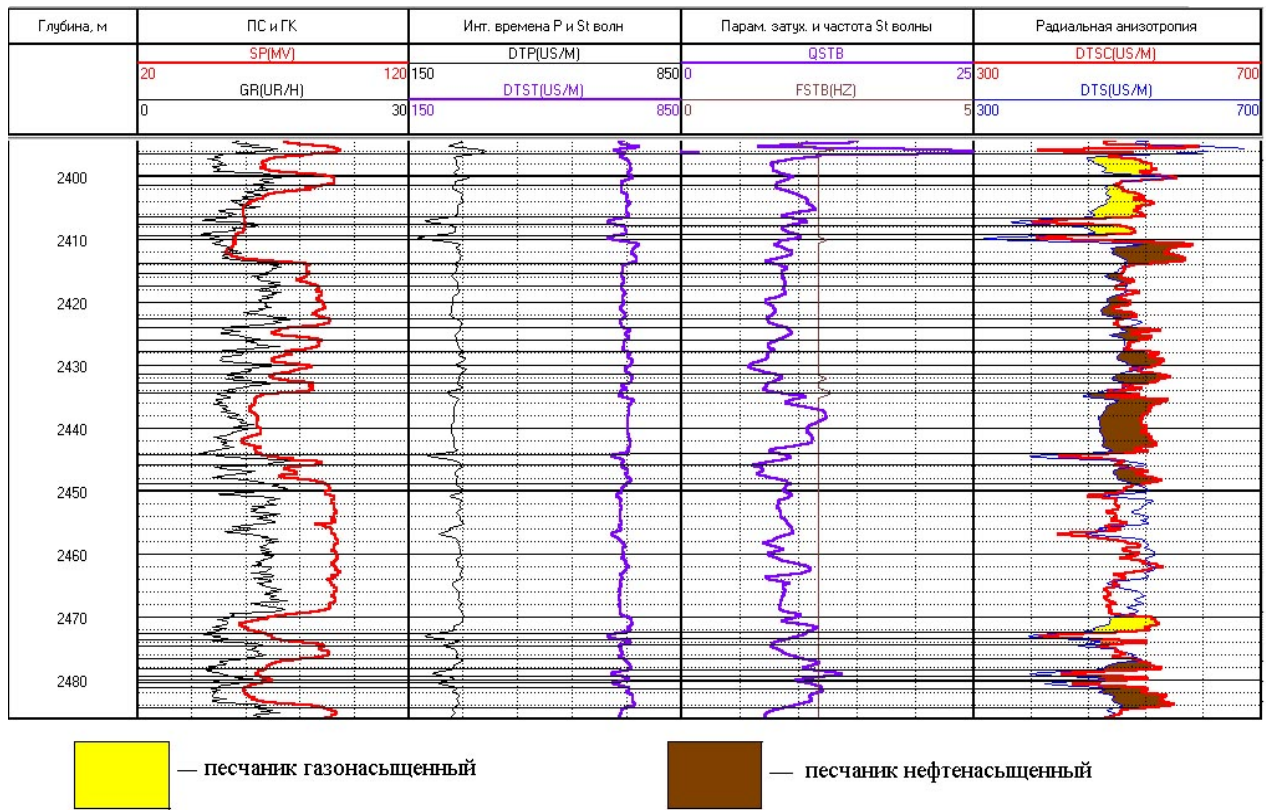 Глубина, м ПС и ГК Инт. времена P и St волн Парам. затух. и частота St волны Радиальная анизотропия
SP(MV) DTP(US/M) QSTB DTSC(US/M)
20 120 150 850 0 25 300 700
GR(UR/H) DTST(US/M) FSTB(HZ) DTS(US/M)
0 30 150 850 0 5 300 700
2400
2410
2420
2430
2440
2450
2460
2470
2480
— песчаник газонасыщенный — песчаник нефтенасыщенный